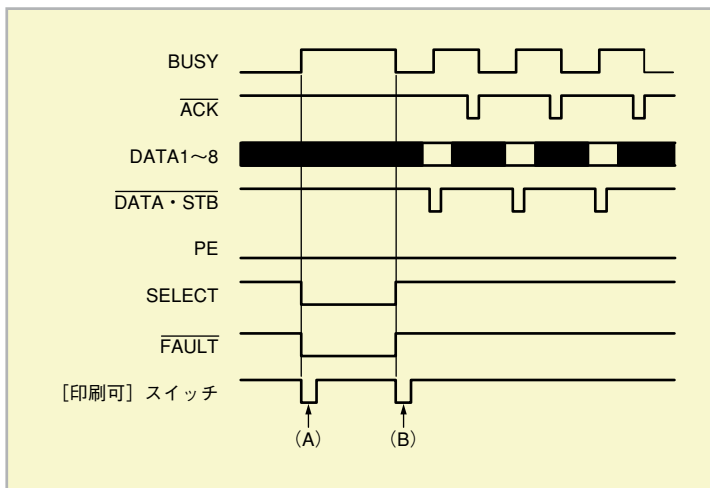 BUSY
ACK
DATA1〜8
DATA・STB
PE
SELECT
FAULT
［印刷可］スイッチ
（A）
（B）